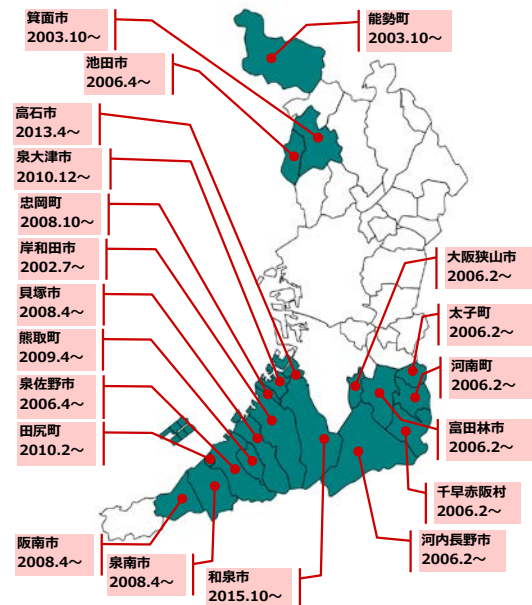 箕面市
2003.10～
能勢町
2003.10～
池田市
2006.4～
高石市
2013.4～
泉大津市
2010.12～
忠岡町
2008.10～
岸和田市
2002.7～
貝塚市
2008.4～
熊取町
2009.4～
泉佐野市
2006.4～
田尻町
2010.2～
大阪狭山市
2006.2～
太子町
2006.2～
河南町
2006.2～
富田林市
2006.2～
千早赤阪村
2006.2～
河内長野市
2006.2～
阪南市
2008.4～
泉南市
2008.4～
和泉市
2015.10～